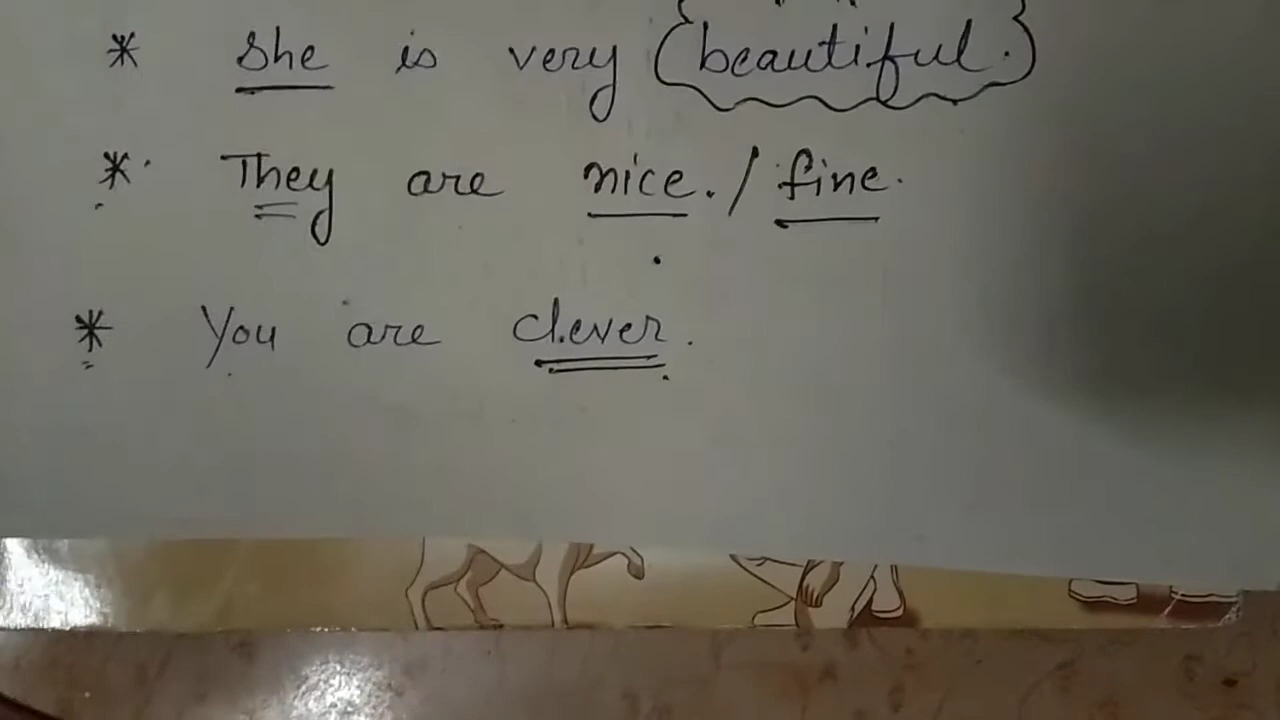 * She is very (beautiful.)
* They are nice. / fine.
* You are clever.